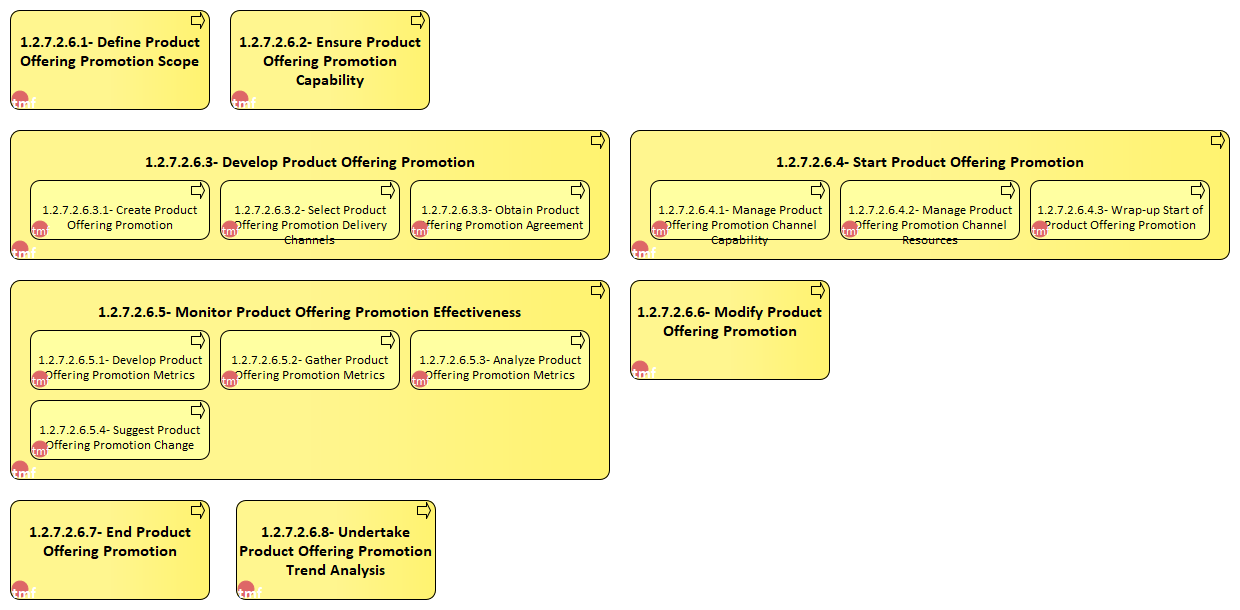 1.2.7.2.6.1- Define Product
Offering Promotion Scope
tmf
1.2.7.2.6.2- Ensure Product
Offering Promotion
Capability
tmf
1.2.7.2.6.3- Develop Product Offering Promotion
1.2.7.2.6.3.1- Create Product
Offering Promotion
tm
1.2.7.2.6.3.2- Select Product
Offering Promotion Delivery
Channels
tm
1.2.7.2.6.3.3- Obtain Product
Offering Promotion Agreement
tm
tmf
1.2.7.2.6.4- Start Product Offering Promotion
1.2.7.2.6.4.1- Manage Product
Offering Promotion Channel
Capability
tm
1.2.7.2.6.4.2- Manage Product
Offering Promotion Channel
Resources
tm
1.2.7.2.6.4.3- Wrap-up Start of
Product Offering Promotion
tm
tmf
1.2.7.2.6.5- Monitor Product Offering Promotion Effectiveness
1.2.7.2.6.5.1- Develop Product
Offering Promotion Metrics
tm
1.2.7.2.6.5.2- Gather Product
Offering Promotion Metrics
tm
1.2.7.2.6.5.3- Analyze Product
Offering Promotion Metrics
tm
1.2.7.2.6.5.4- Suggest Product
Offering Promotion Change
tm
tmf
1.2.7.2.6.6- Modify Product
Offering Promotion
tmf
1.2.7.2.6.7- End Product
Offering Promotion
tmf
1.2.7.2.6.8- Undertake
Product Offering Promotion
Trend Analysis
tmf